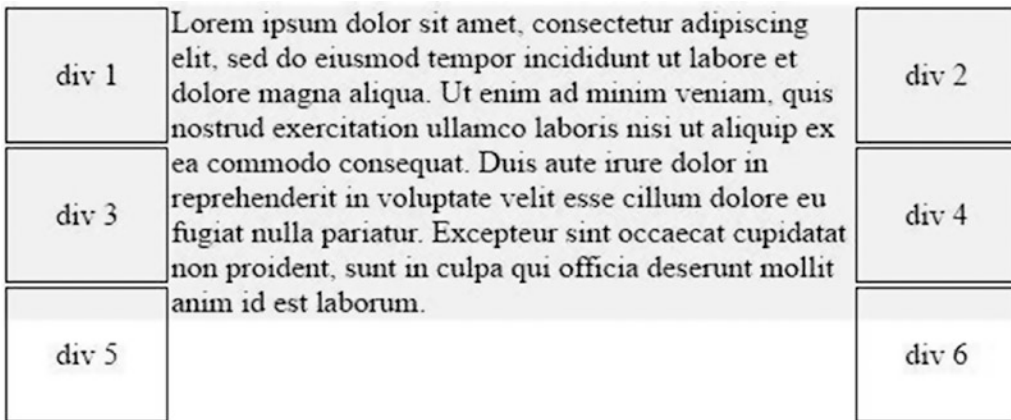 div 1
Lorem ipsum dolor sit amet, consectetur adipiscing
elit, sed do eiusmod tempor incididunt ut labore et
dolore magna aliqua. Ut enim ad minim veniam, quis
nostrud exercitation ullamco laboris nisi ut aliquip ex
ea commodo consequat. Duis aute irure dolor in
reprehenderit in voluptate velit esse cillum dolore eu
fugiat nulla pariatur. Excepteur sint occaecat cupidatat
non proident, sunt in culpa qui officia deserunt mollit
anim id est laborum.
div 2
div 3
div 4
div 5
div 6